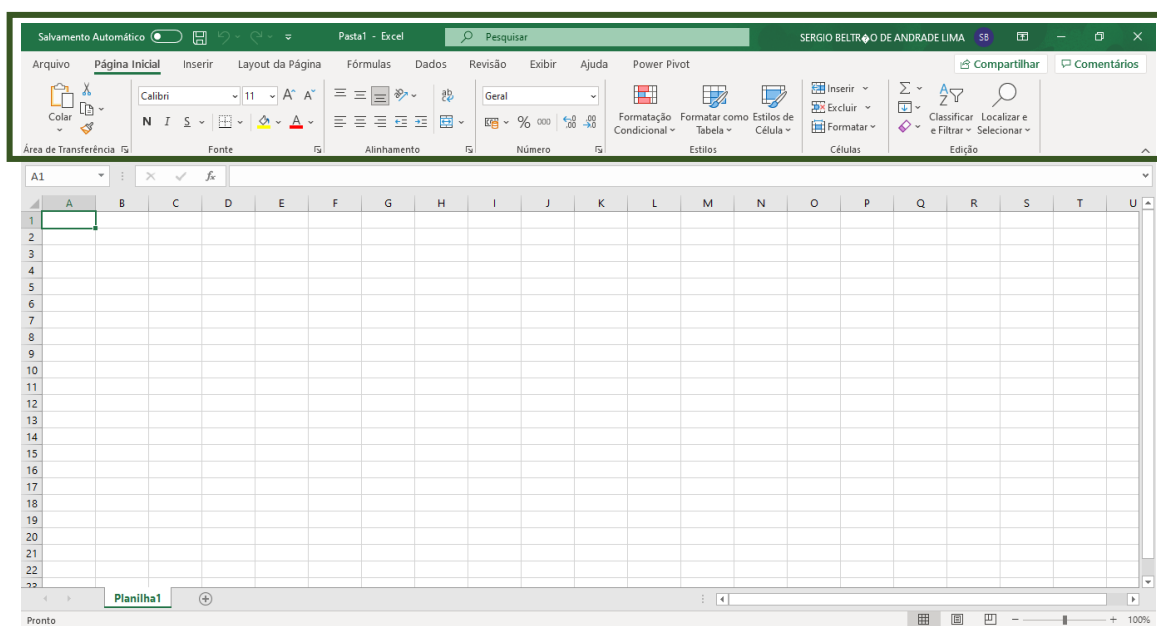 Salvamento Automático Pasta1 - Excel Pesquisar SERGIO BELTR�O DE ANDRADE LIMA SB
Arquivo Página Inicial Inserir Layout da Página Fórmulas Dados Revisão Exibir Ajuda Power Pivot Compartilhar Comentários
Colar
Área de Transferência
Calibri 11 A A
N I S A
Fonte
ab
Alinhamento
Geral
% 000
Número
Formatação Condicional
Formatar como Tabela
Estilos de Célula
Estilos
Inserir
Excluir
Formatar
Células
Classificar e Filtrar
Localizar e Selecionar
Edição
A1 fx
A B C D E F G H I J K L M N O P Q R S T U
1
2
3
4
5
6
7
8
9
10
11
12
13
14
15
16
17
18
19
20
21
22
23
Planilha1
Pronto 100%